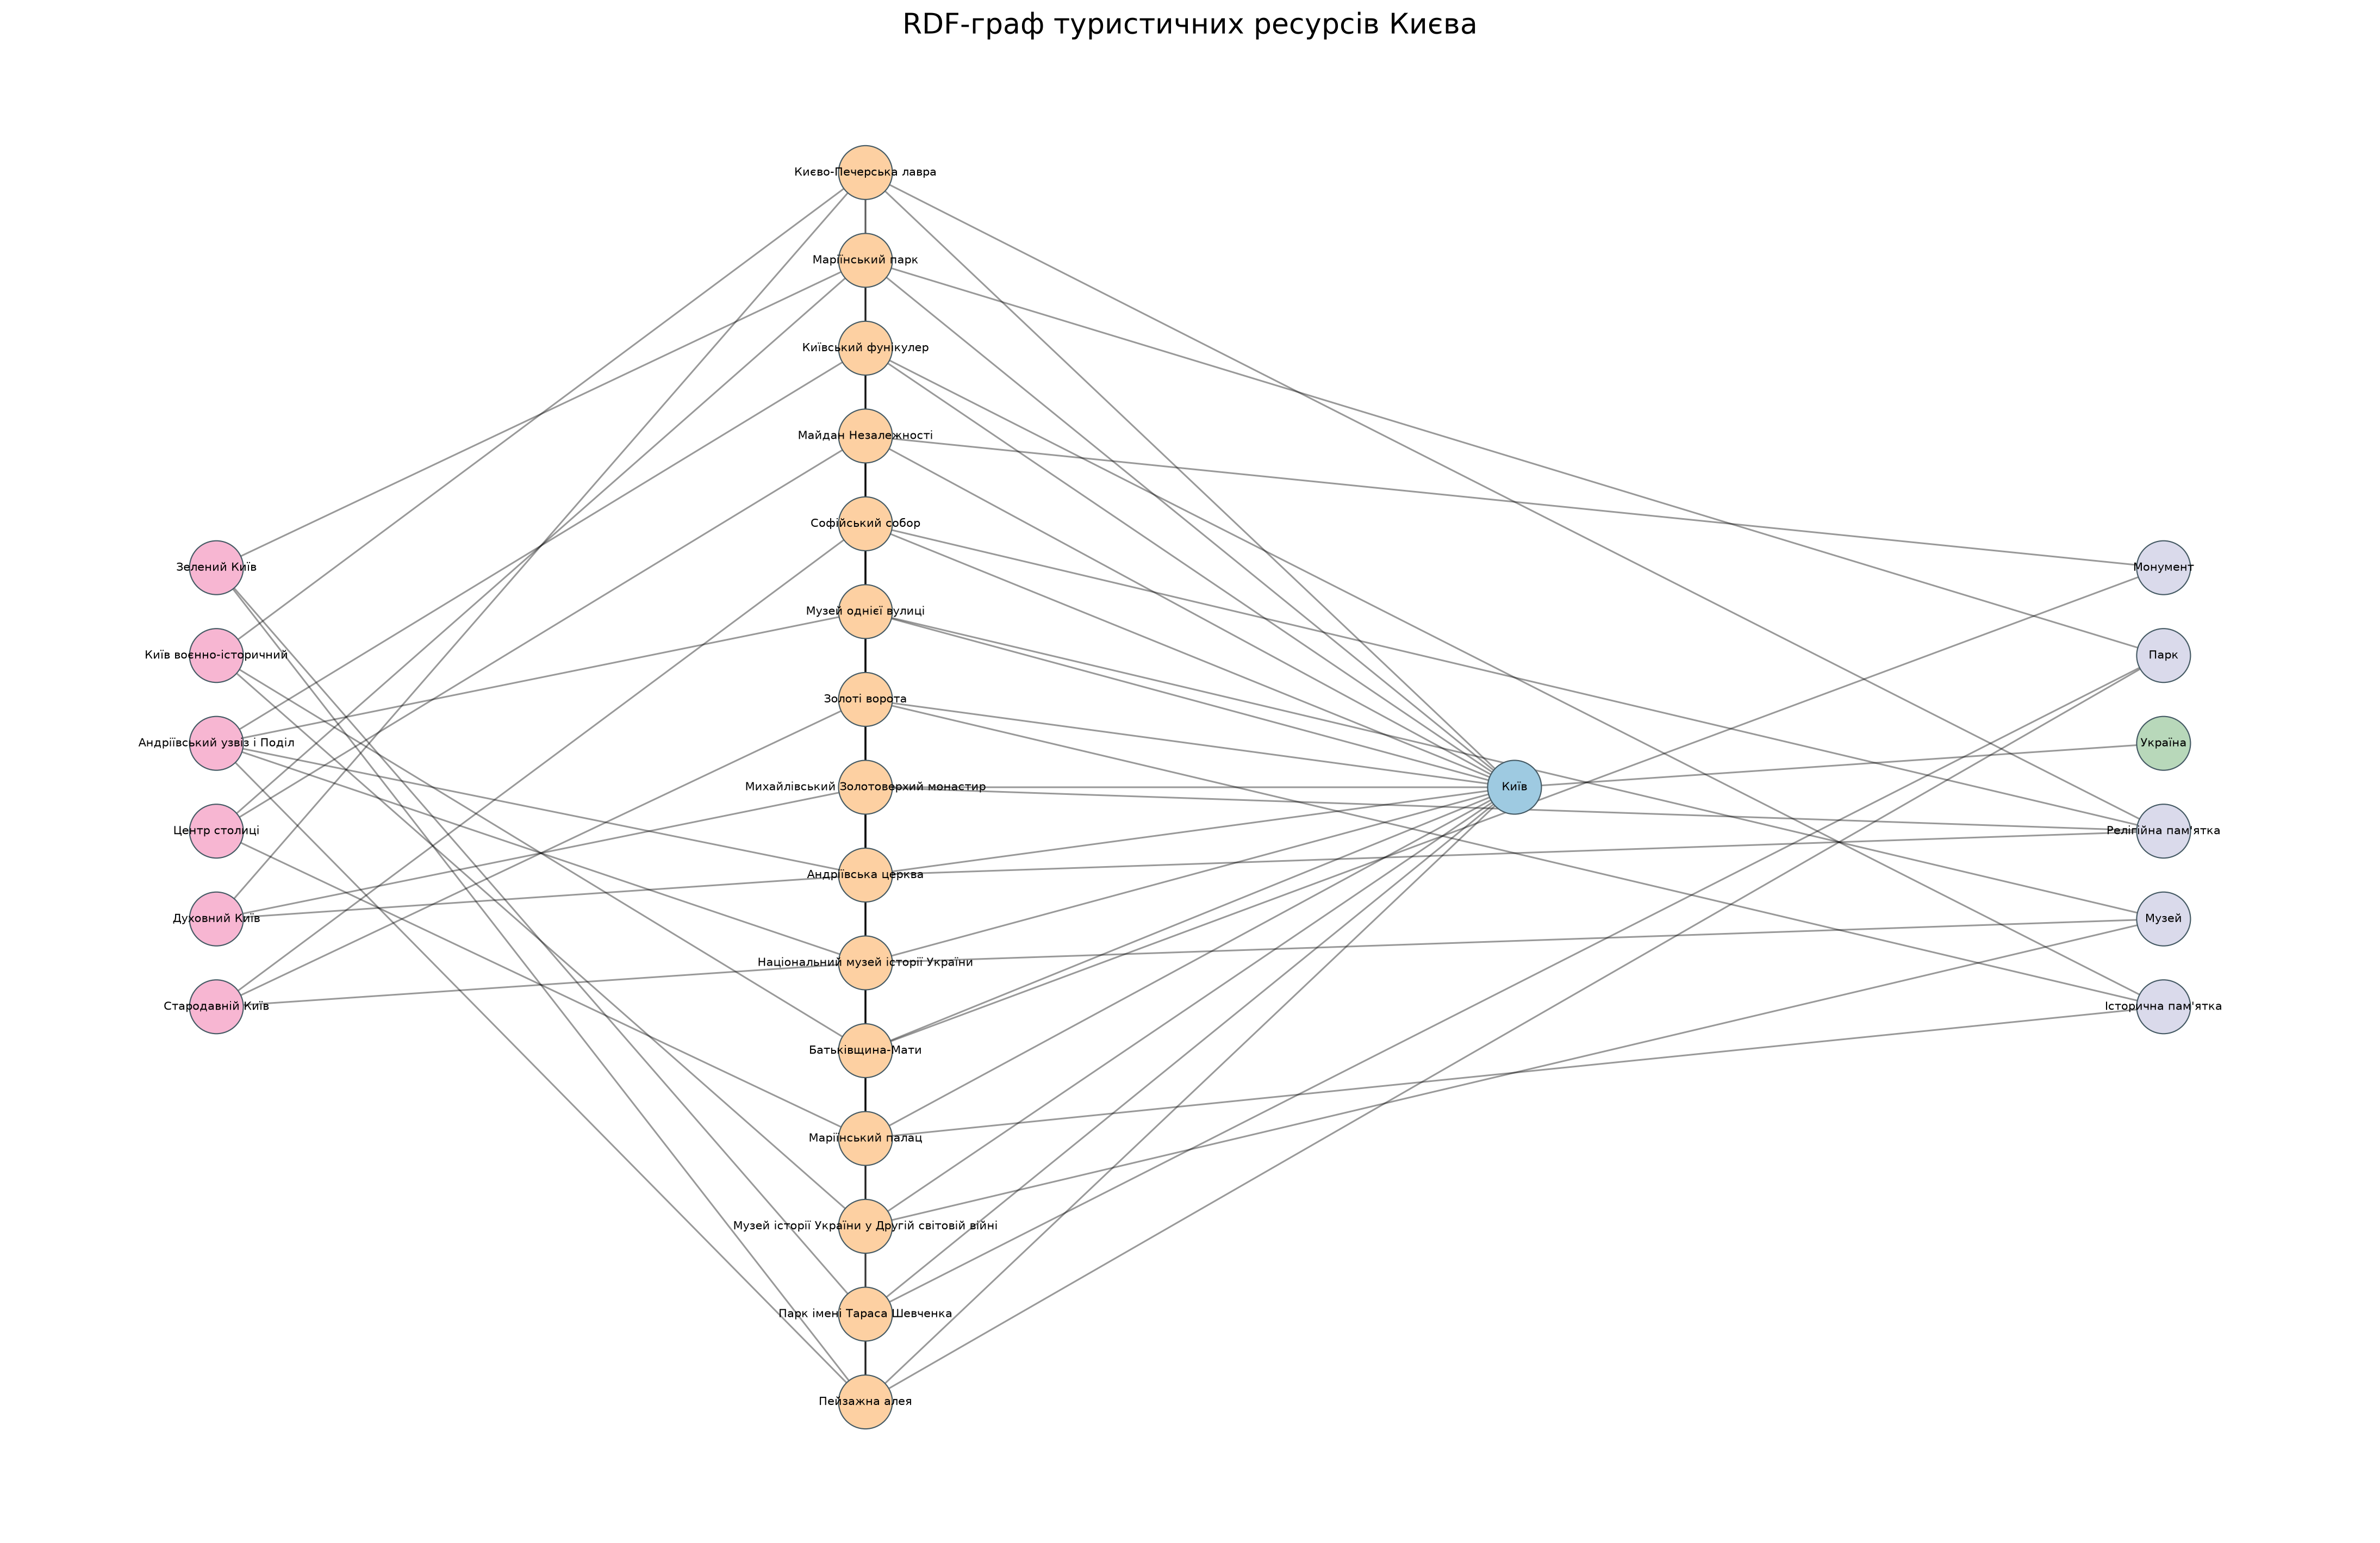 RDF-граф туристичних ресурсів Києва
Києво-Печерська лавра
Маріїнський парк
Київський фунікулер
Майдан Незалежності
Софійський собор
Музей однієї вулиці
Золоті ворота
Михайлівський Золотоверхий монастир
Андріївська церква
Національний музей історії України
Батьківщина-Мати
Маріїнський палац
Музей історії України у Другій світовій війні
Парк імені Тараса Шевченка
Пейзажна алея
Зелений Київ
Київ воєнно-історичний
Андріївський узвіз і Поділ
Центр столиці
Духовний Київ
Стародавній Київ
Київ
Монумент
Парк
Україна
Релігійна пам'ятка
Музей
Історична пам'ятка